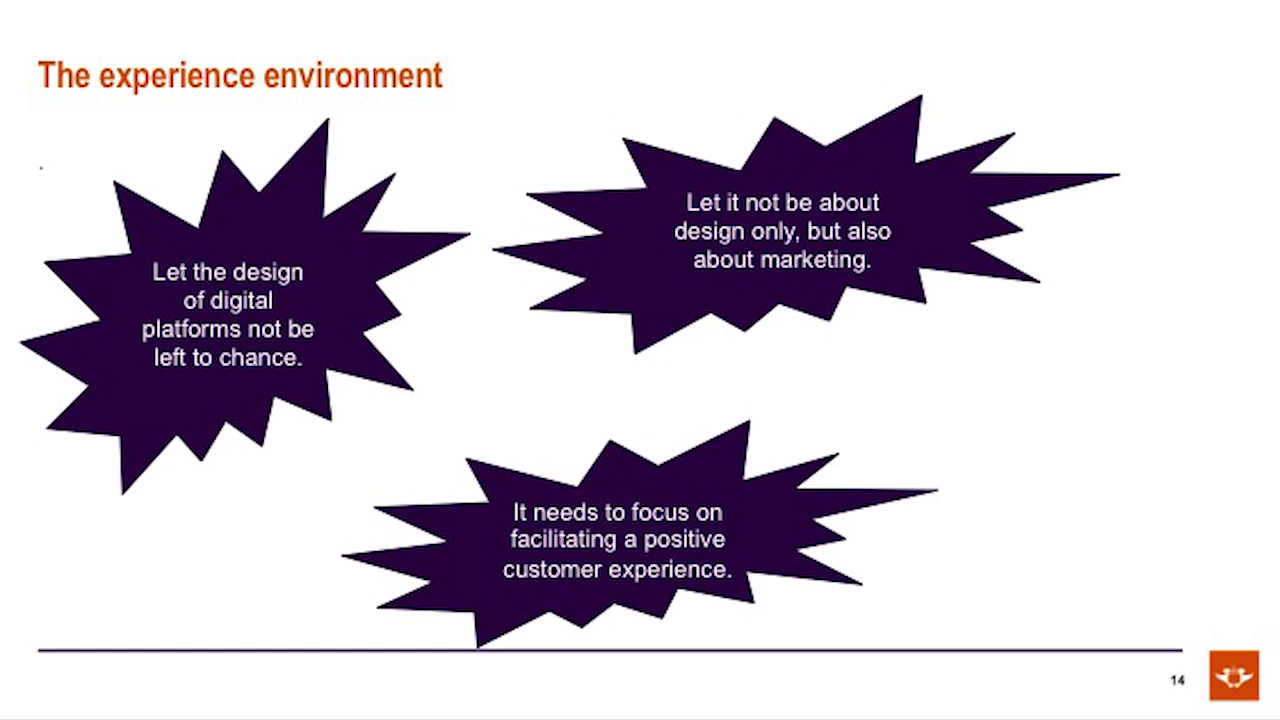 The experience environment
Let the design
of digital
platforms not be
left to chance.
Let it not be about
design only, but also
about marketing.
It needs to focus on
facilitating a positive
customer experience.
14